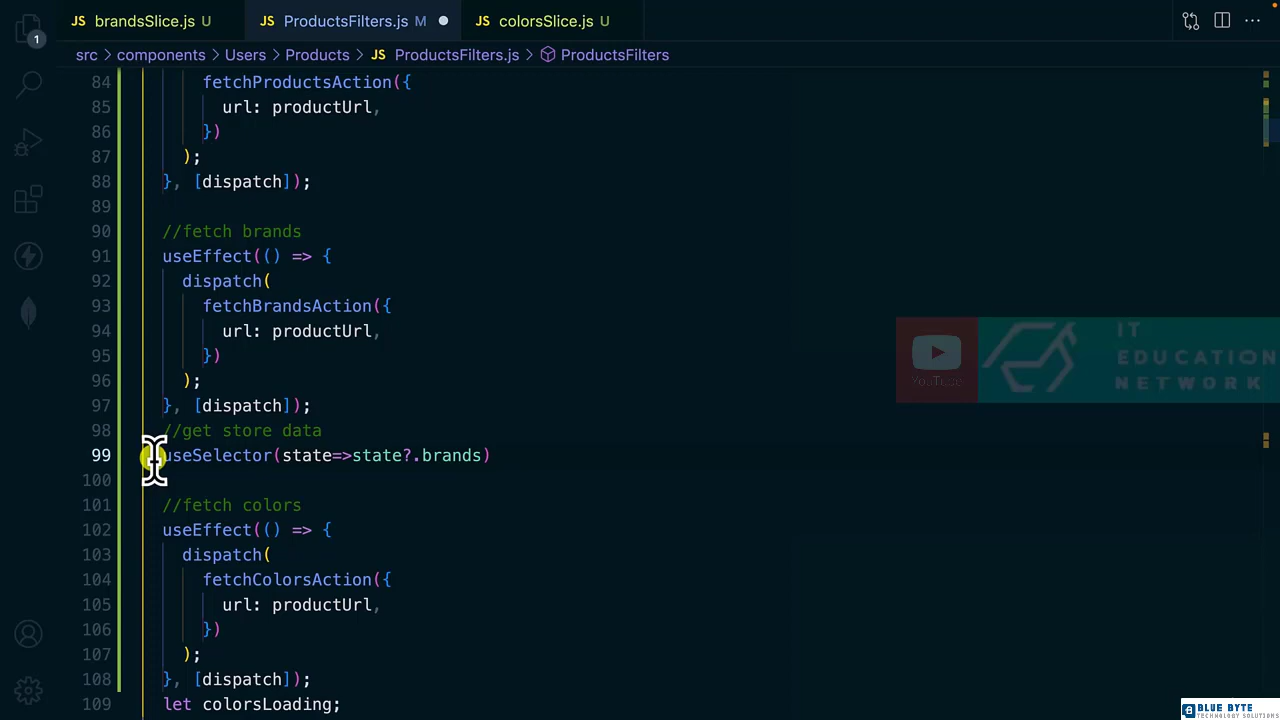 JS brandsSlice.js U
JS ProductsFilters.js M
JS colorsSlice.js U
src > components > Users > Products > JS ProductsFilters.js > ProductsFilters
1
84 fetchProductsAction({
85 url: productUrl,
86 })
87 );
88 }, [dispatch]);
89
90 //fetch brands
91 useEffect(() => {
92 dispatch(
93 fetchBrandsAction({
94 url: productUrl,
95 })
96 );
97 }, [dispatch]);
98 //get store data
99 useSelector(state=>state?.brands)
100
101 //fetch colors
102 useEffect(() => {
103 dispatch(
104 fetchColorsAction({
105 url: productUrl,
106 })
107 );
108 }, [dispatch]);
109 let colorsLoading;
YouTube
IT
EDUCATION
NETWORK
BLUE BYTE
TECHNOLOGY SOLUTIONS